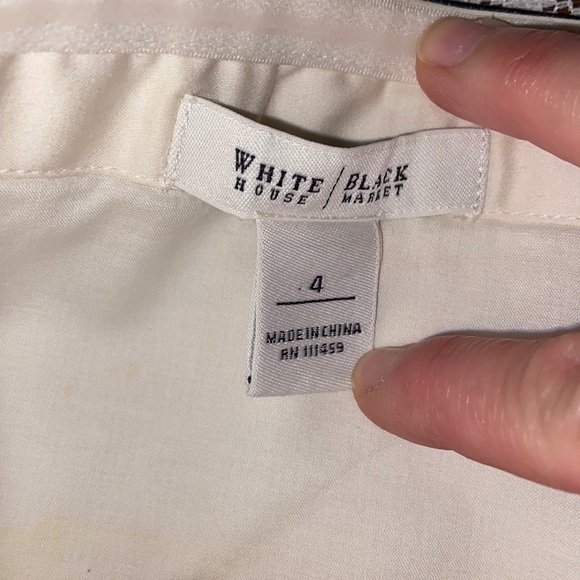 WHITE / BLACK
HOUSE MARKET
4
MADE IN CHINA
RN 111459